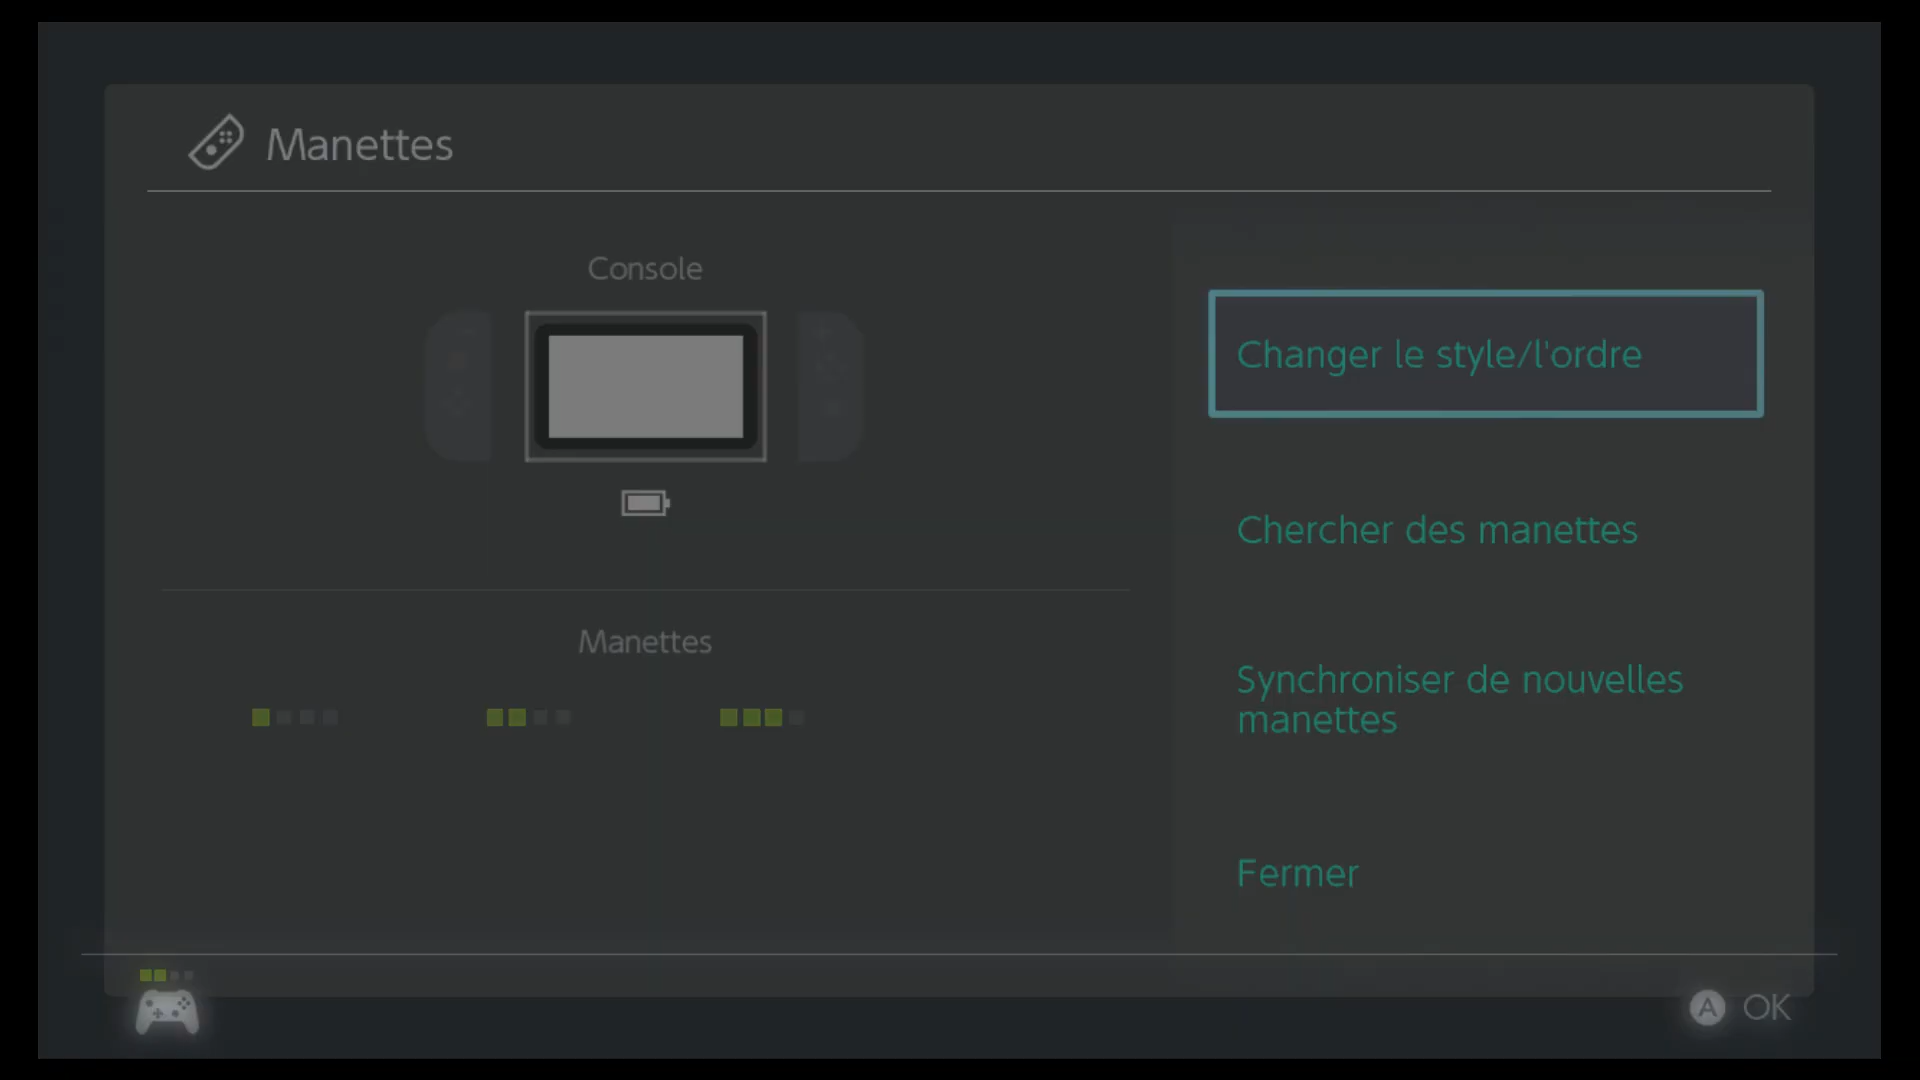 Manettes
Console
Manettes
Changer le style/l'ordre
Chercher des manettes
Synchroniser de nouvelles
manettes
Fermer
A OK